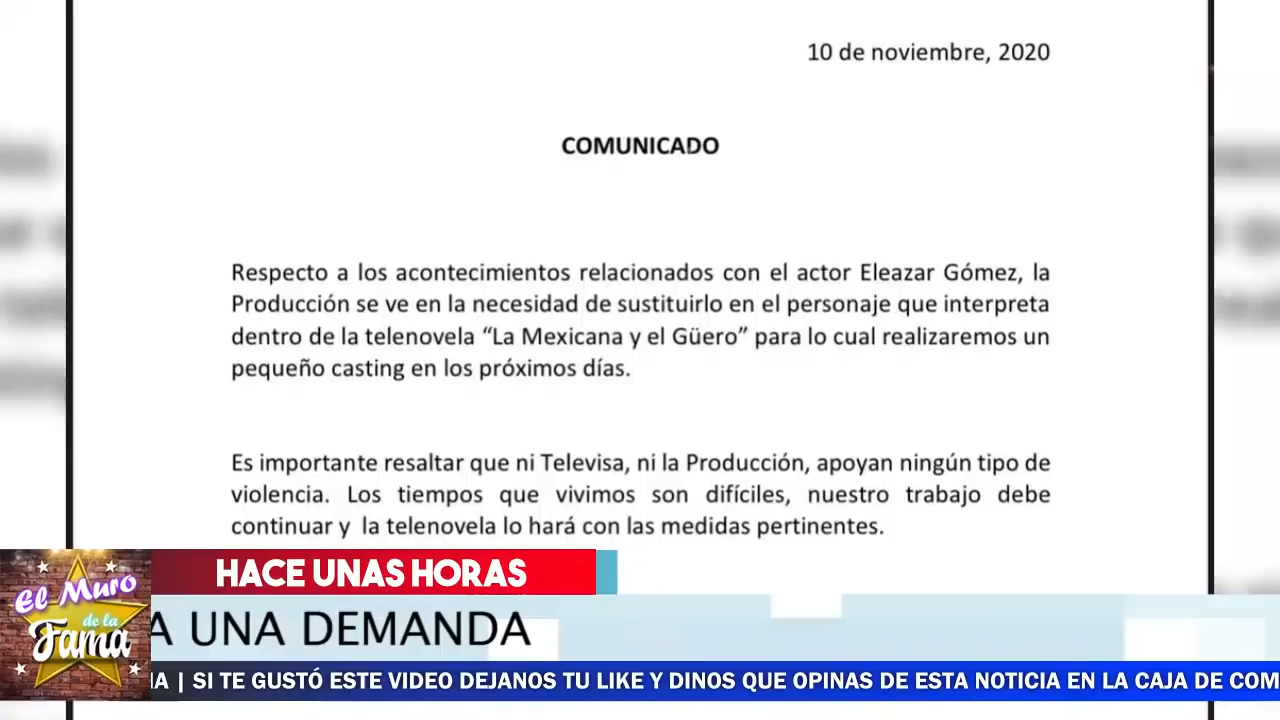 10 de noviembre, 2020
COMUNICADO
Respecto a los acontecimientos relacionados con el actor Eleazar Gómez, la
Producción se ve en la necesidad de sustituirlo en el personaje que interpreta
dentro de la telenovela “La Mexicana y el Güero” para lo cual realizaremos un
pequeño casting en los próximos días.
Es importante resaltar que ni Televisa, ni la Producción, apoyan ningún tipo de
violencia. Los tiempos que vivimos son difíciles, nuestro trabajo debe
continuar y la telenovela lo hará con las medidas pertinentes.
HACE UNAS HORAS
El Muro
de la
Fama
A UNA DEMANDA
| SI TE GUSTÓ ESTE VIDEO DEJANOS TU LIKE Y DINOS QUE OPINAS DE ESTA NOTICIA EN LA CAJA DE COM